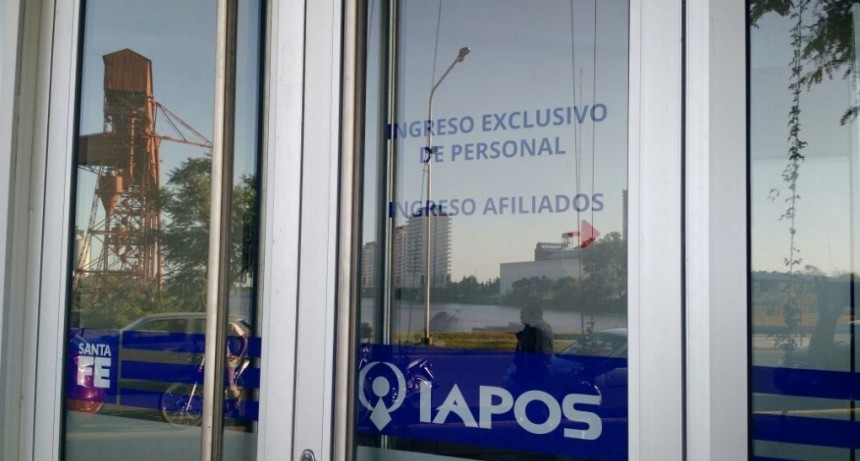 INGRESO EXCLUSIVO
DE PERSONAL
INGRESO AFILIADOS
SANTA
FE
IAPOS